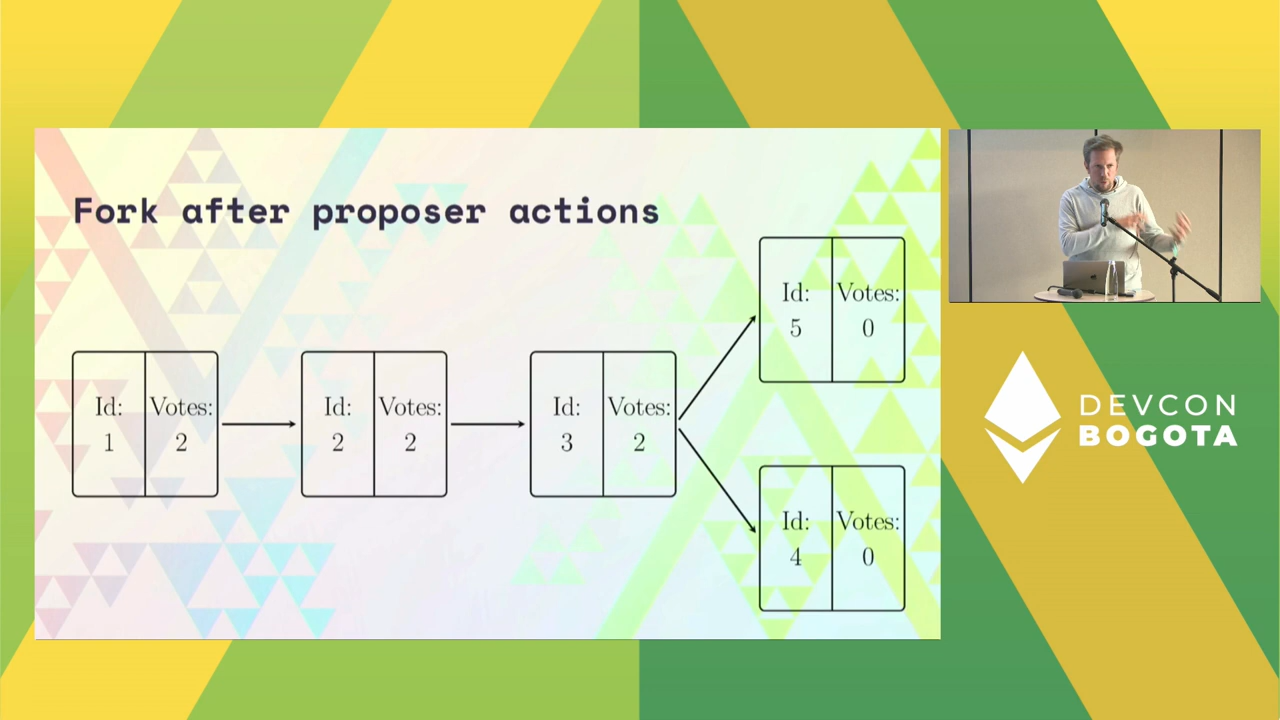 Fork after proposer actions
Id: 1 Votes: 2
Id: 2 Votes: 2
Id: 3 Votes: 2
Id: 5 Votes: 0
Id: 4 Votes: 0
DEVCON
BOGOTA